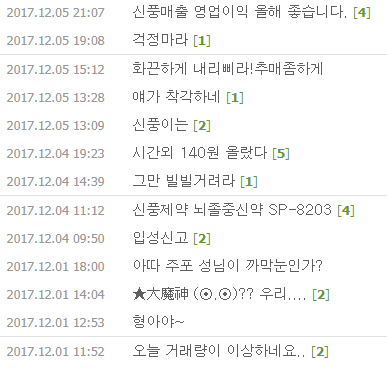 2017.12.05 21:07 신풍매출 영업이익 올해 좋습니다. [4]
2017.12.05 19:08 걱정마라 [1]
2017.12.05 15:12 화끈하게 내리삐라!추매좀하게
2017.12.05 13:28 얘가 착각하네 [1]
2017.12.05 13:09 신풍이는 [2]
2017.12.04 19:23 시간외 140원 올랐다 [5]
2017.12.04 14:39 그만 빌빌거려라 [1]
2017.12.04 11:12 신풍제약 뇌졸중신약 SP-8203 [4]
2017.12.04 09:50 입성신고 [2]
2017.12.01 18:00 아따 주포 성님이 까막눈인가?
2017.12.01 14:04 ★大魔神 (⊙.⊙)?? 우리.... [2]
2017.12.01 12:53 형아야~
2017.12.01 11:52 오늘 거래량이 이상하네요.. [2]